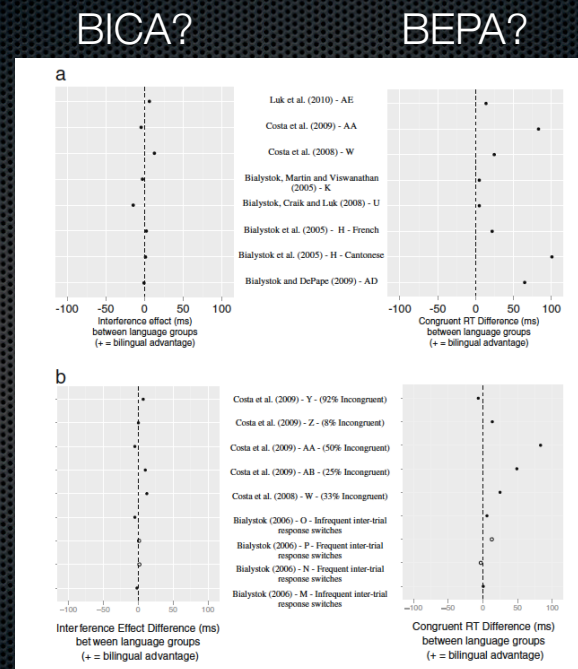 BICA? BEPA?
a
Luk et al. (2010) - AE
Costa et al. (2009) - AA
Costa et al. (2008) - W
Bialystok, Martin and Viswanathan
(2005) - K
Bialystok, Craik and Luk (2008) - U
Bialystok et al. (2005) - H - French
Bialystok et al. (2005) - H - Cantonese
Bialystok and DePape (2009) - AD
-100 -50 0 50 100
Interference effect (ms)
between language groups
(+ = bilingual advantage)
-100 -50 0 50 100
Congruent RT Difference (ms)
between language groups
(+ = bilingual advantage)
b
Costa et al. (2009) - Y - (92% Incongruent)
Costa et al. (2009) - Z - (8% Incongruent)
Costa et al. (2009) - AA - (50% Incongruent)
Costa et al. (2009) - AB - (25% Incongruent)
Costa et al. (2008) - W - (33% Incongruent)
Bialystok (2006) - O - Infrequent inter-trial
response switches
Bialystok (2006) - P - Frequent inter-trial
response switches
Bialystok (2006) - N - Frequent inter-trial
response switches
Bialystok (2006) - M - Infrequent inter-trial
response switches
-100 -50 0 50 100
Interference Effect Difference (ms)
between language groups
(+ = bilingual advantage)
-100 -50 0 50 100
Congruent RT Difference (ms)
between language groups
(+ = bilingual advantage)